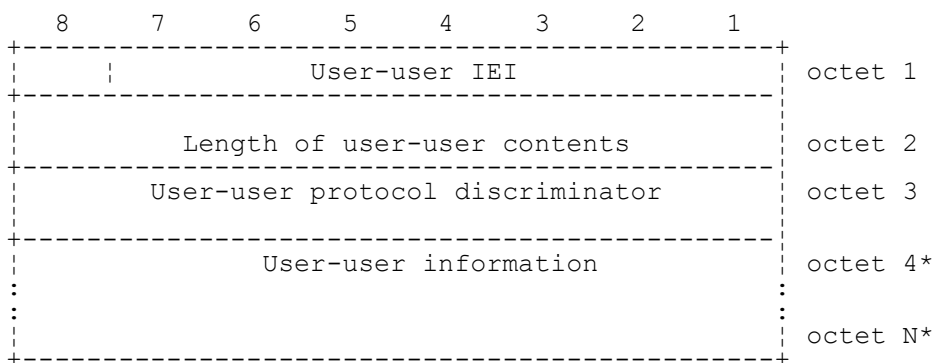 8 7 6 5 4 3 2 1
User-user IEI octet 1
Length of user-user contents octet 2
User-user protocol discriminator octet 3
User-user information octet 4*
: :
: :
octet N*